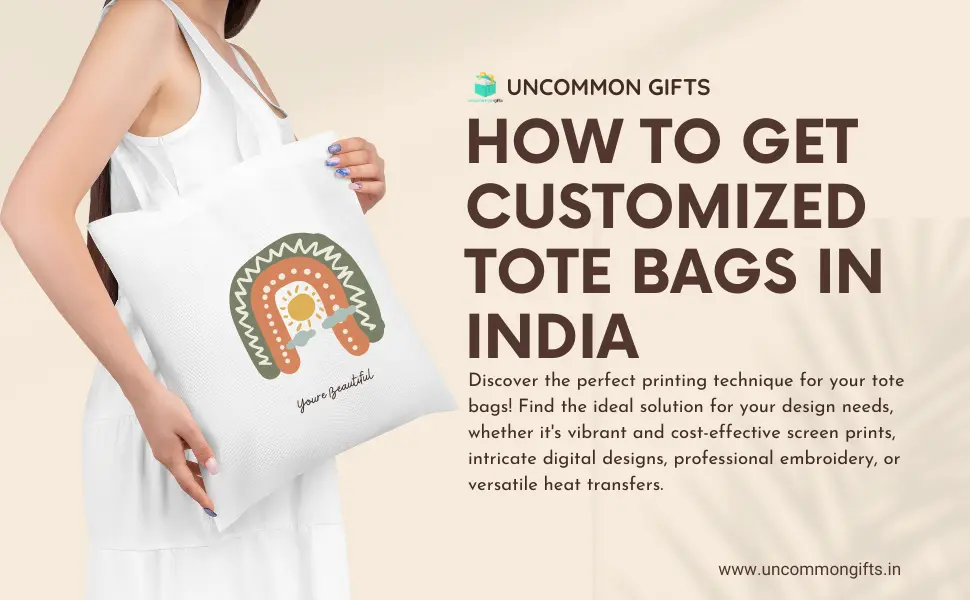 UNCOMMON GIFTS
HOW TO GET
CUSTOMIZED
TOTE BAGS IN
INDIA
Discover the perfect printing technique for your tote
bags! Find the ideal solution for your design needs,
whether it's vibrant and cost-effective screen prints,
intricate digital designs, professional embroidery, or
versatile heat transfers.
Youre Beautiful
www.uncommongifts.in